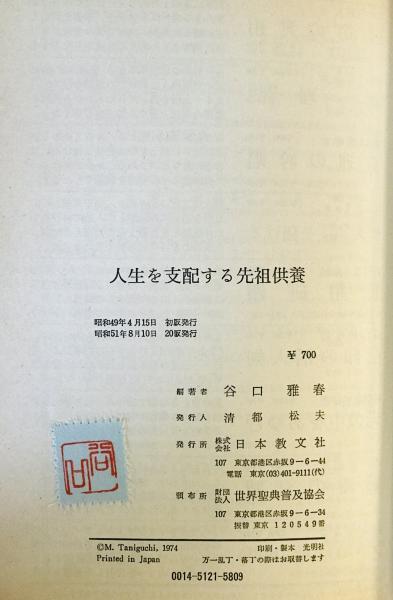 人生を支配する先祖供養
昭和49年4月15日 初版発行
昭和51年8月10日 20版発行
¥ 700
編著者 谷口雅春
発行人 清都松夫
発行所 株式会社 日本教文社
107 東京都港区赤坂9-6-44
電話 東京(03)401-9111(代)
頒布所 財団法人 世界聖典普及協会
107 東京都港区赤坂9-6-34
振替 東京 120549番
©M. Taniguchi, 1974 印刷・製本 光明社
Printed in Japan 万一乱丁・落丁の際はお取替します
0014-5121-5809